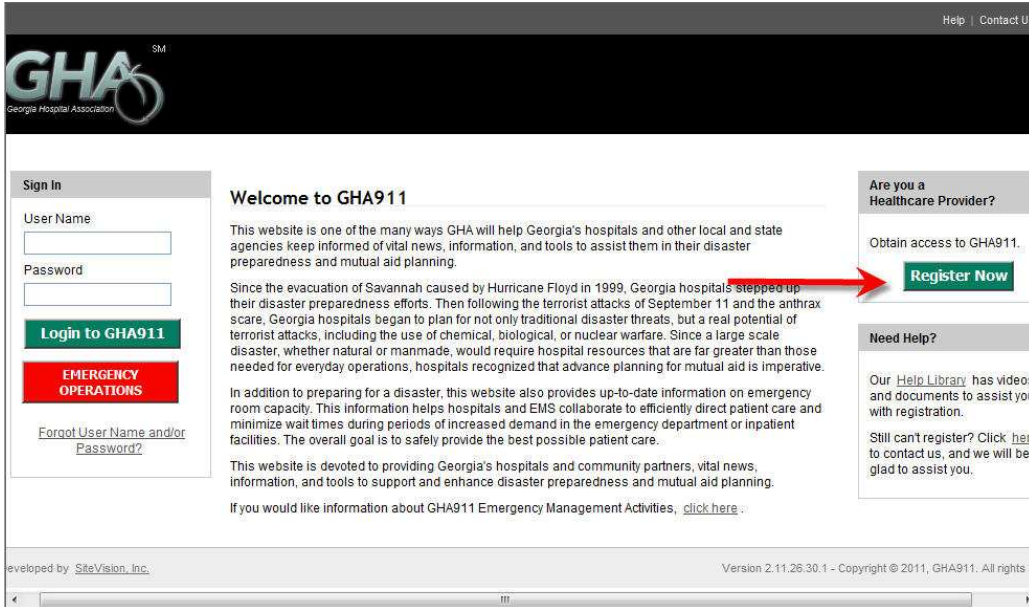 Help | Contact U
GHA SM
Georgia Hospital Association
Sign In
User Name
Password
Login to GHA911
EMERGENCY
OPERATIONS
Forgot User Name and/or
Password?
Welcome to GHA911
This website is one of the many ways GHA will help Georgia's hospitals and other local and state
agencies keep informed of vital news, information, and tools to assist them in their disaster
preparedness and mutual aid planning.
Since the evacuation of Savannah caused by Hurricane Floyd in 1999, Georgia hospitals stepped up
their disaster preparedness efforts. Then following the terrorist attacks of September 11 and the anthrax
scare, Georgia hospitals began to plan for not only traditional disaster threats, but a real potential of
terrorist attacks, including the use of chemical, biological, or nuclear warfare. Since a large scale
disaster, whether natural or manmade, would require hospital resources that are far greater than those
needed for everyday operations, hospitals recognized that advance planning for mutual aid is imperative.
In addition to preparing for a disaster, this website also provides up-to-date information on emergency
room capacity. This information helps hospitals and EMS collaborate to efficiently direct patient care and
minimize wait times during periods of increased demand in the emergency department or inpatient
facilities. The overall goal is to safely provide the best possible patient care.
This website is devoted to providing Georgia's hospitals and community partners, vital news,
information, and tools to support and enhance disaster preparedness and mutual aid planning.
If you would like information about GHA911 Emergency Management Activities, click here .
Are you a
Healthcare Provider?
Obtain access to GHA911.
Register Now
Need Help?
Our Help Library has videos
and documents to assist you
with registration.
Still can't register? Click her
to contact us, and we will be
glad to assist you.
eveloped by SiteVision, Inc.
Version 2.11.26.30.1 - Copyright © 2011, GHA911. All rights